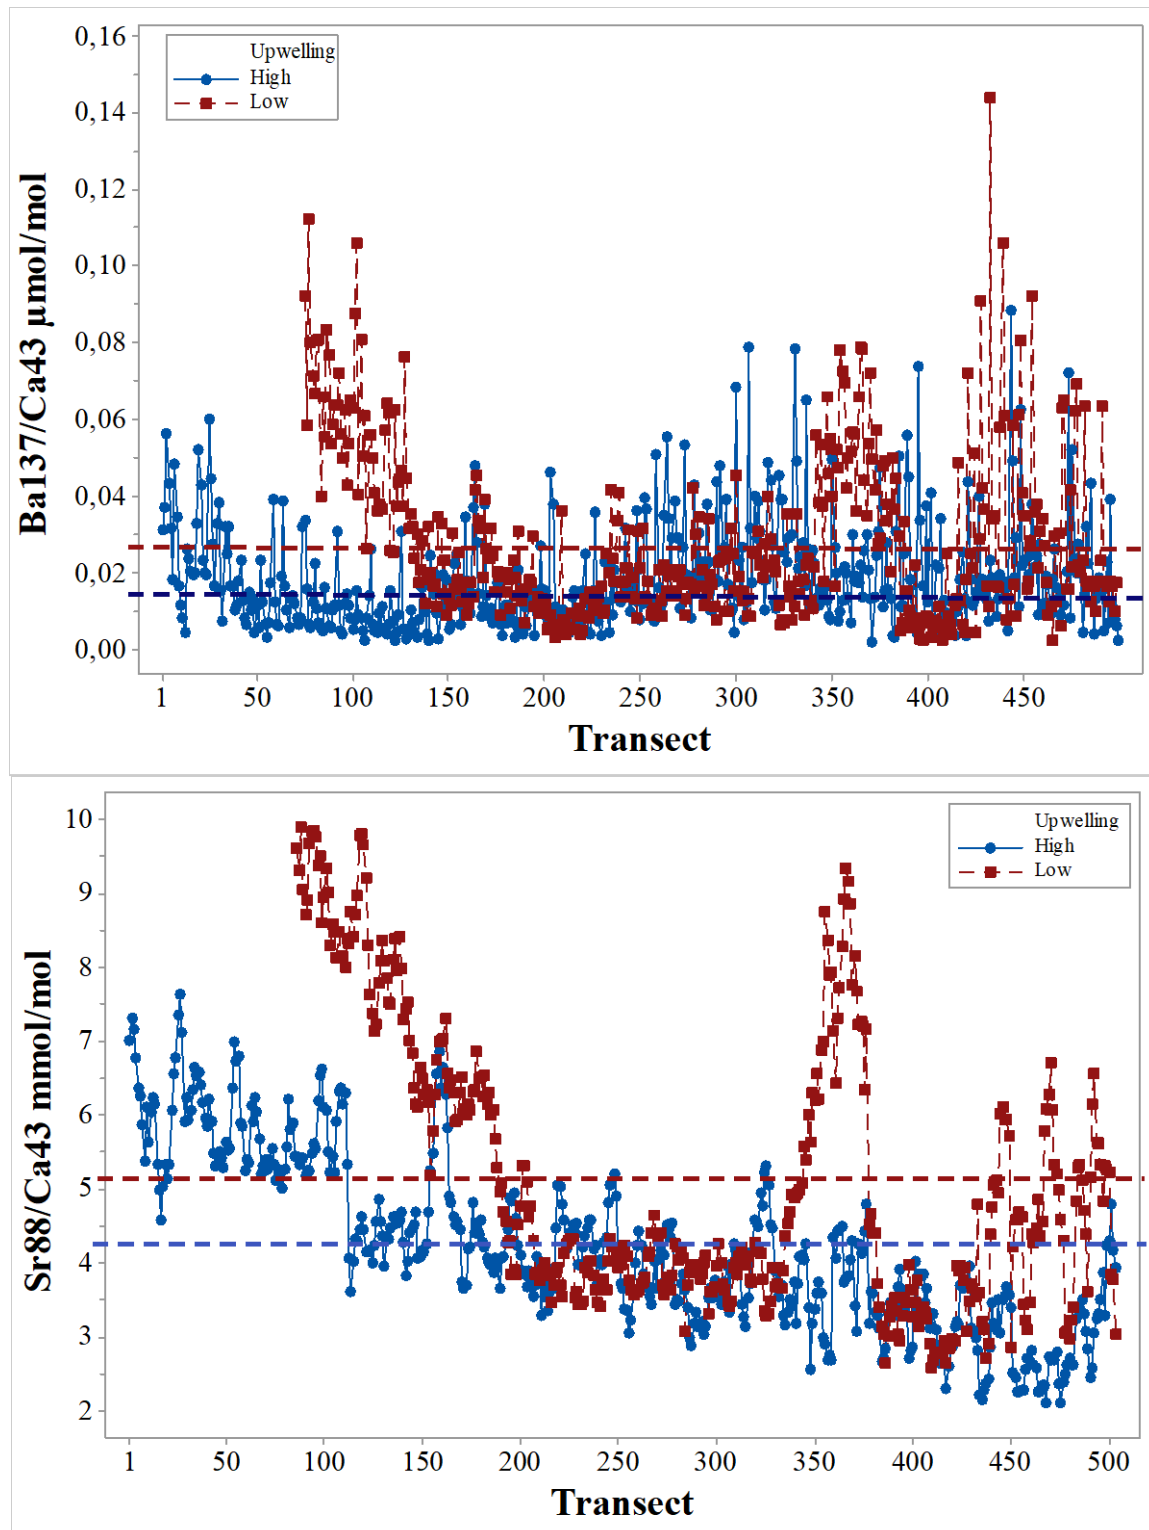 0,16
0,14
0,12
0,10
0,08
0,06
0,04
0,02
0,00
Ba137/Ca43 µmol/mol
Upwelling
High
Low
1 50 100 150 200 250 300 350 400 450
Transect
10
9
8
7
6
5
4
3
2
Sr88/Ca43 mmol/mol
Upwelling
High
Low
1 50 100 150 200 250 300 350 400 450 500
Transect